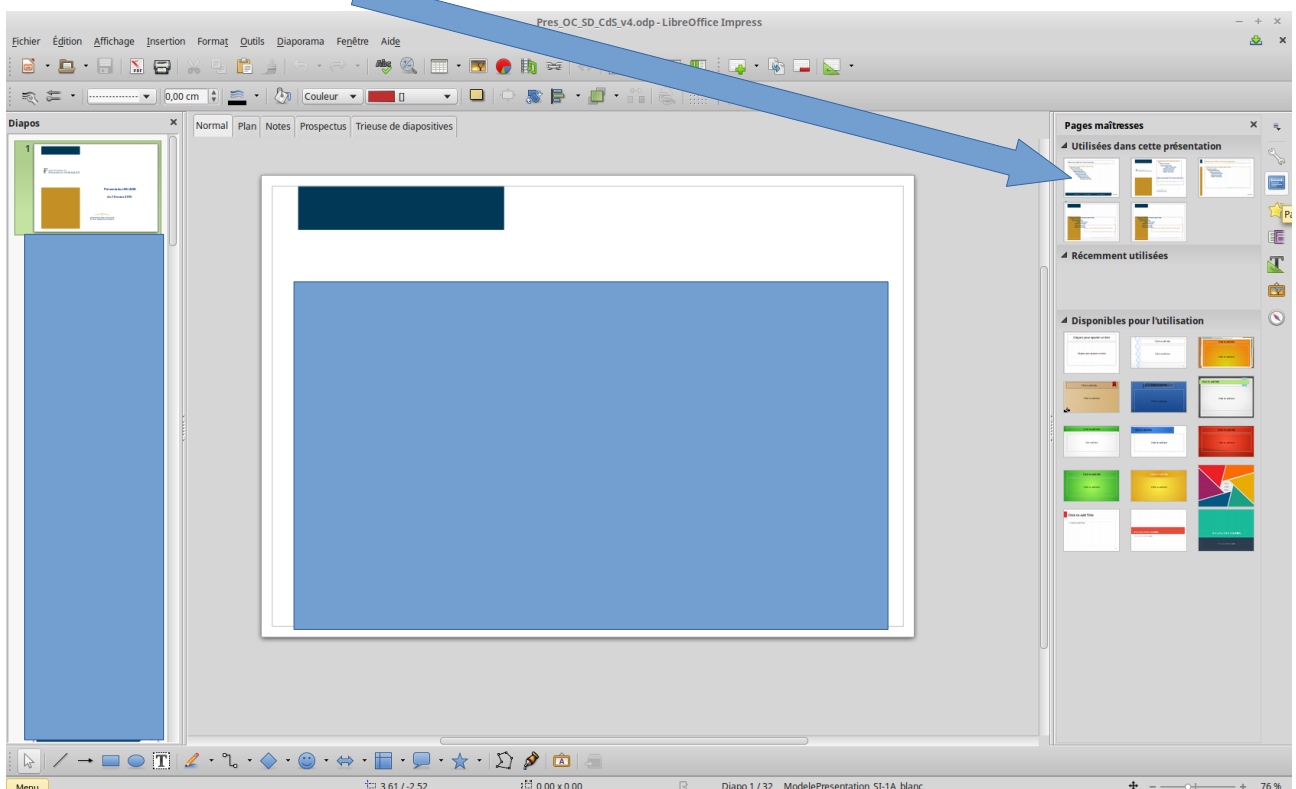 Pres_OC_SD_CdS_v4.odp - LibreOffice Impress
Fichier Édition Affichage Insertion Format Outils Diaporama Fenêtre Aide
0,00 cm Couleur
Diapos
Normal Plan Notes Prospectus Trieuse de diapositives
Pages maîtresses
Utilisées dans cette présentation
1
Pa
Récemment utilisées
Disponibles pour l'utilisation
Menu 3,61 / -2,52 0,00 x 0,00 Diapo 1 / 32 ModelePresentation_SI-1A_blanc 76 %